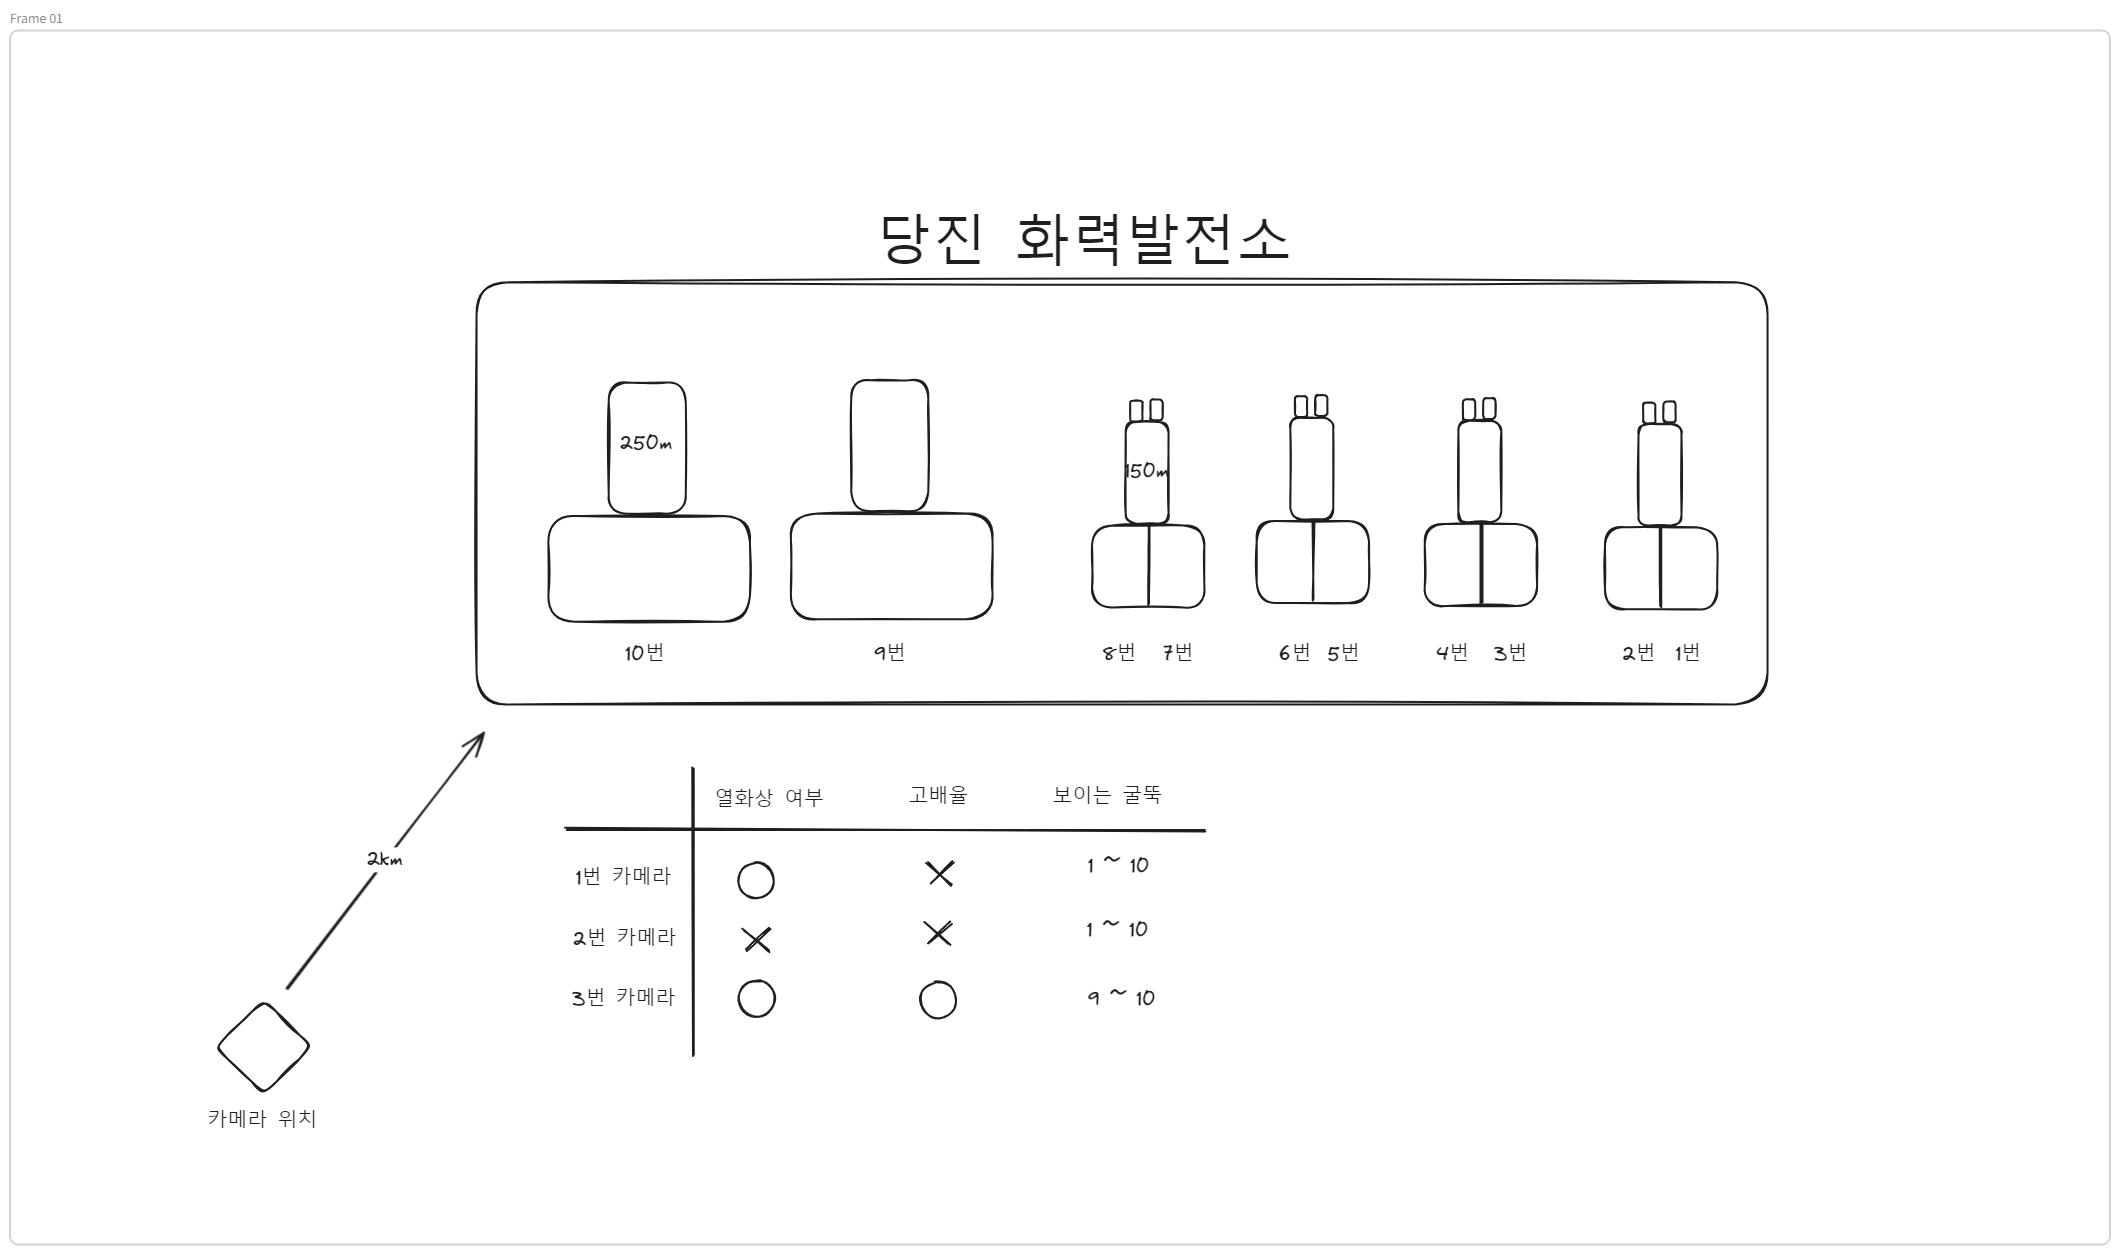 Frame 01
당진 화력발전소
250m
150m
10번
9번
8번 7번
6번 5번
4번 3번
2번 1번
2km
카메라 위치
열화상 여부 고배율 보이는 굴뚝
1번 카메라 1 ~ 10
2번 카메라 1 ~ 10
3번 카메라 9 ~ 10